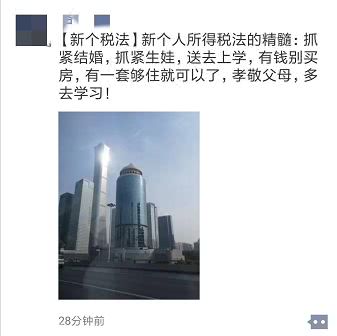 【新个税法】新个人所得税法的精髓：抓
紧结婚，抓紧生娃，送去上学，有钱别买
房，有一套够住就可以了，孝敬父母，多
去学习！
28分钟前